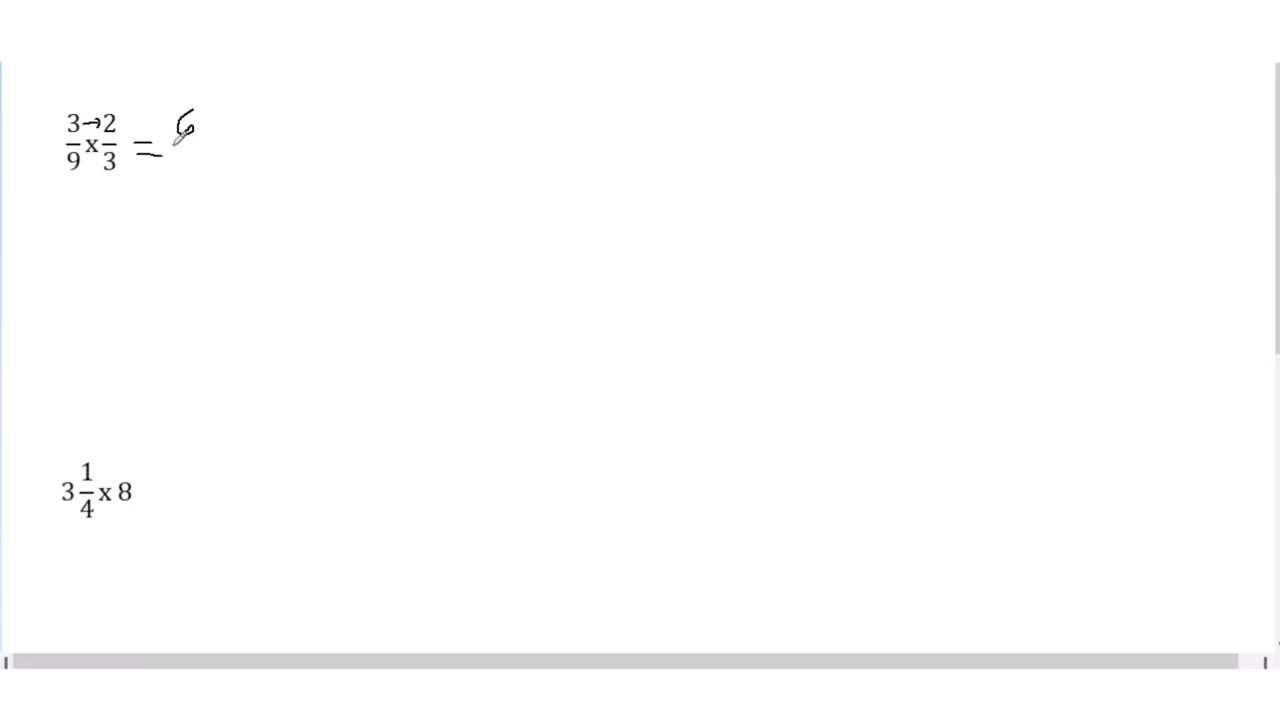 3→2 6
9 x 3 =
3 1/4 x 8